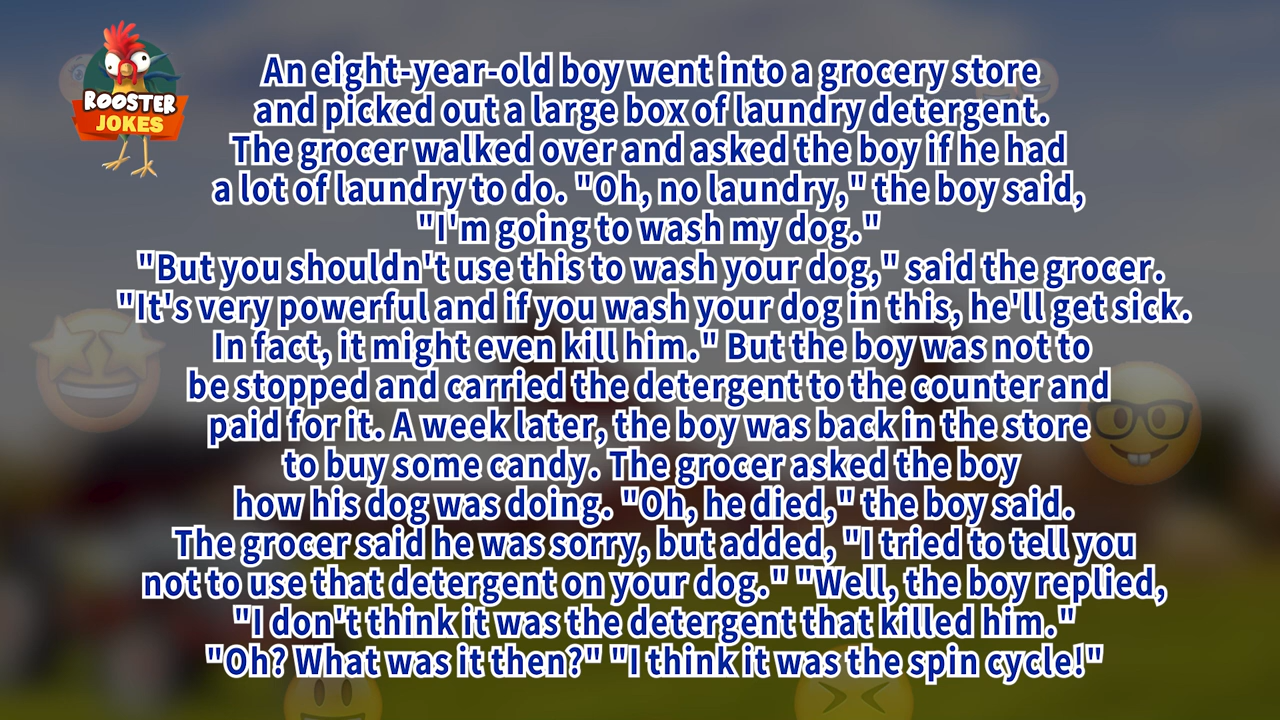 ROOSTER
JOKES
An eight-year-old boy went into a grocery store
and picked out a large box of laundry detergent.
The grocer walked over and asked the boy if he had
a lot of laundry to do. "Oh, no laundry," the boy said,
"I'm going to wash my dog."
"But you shouldn't use this to wash your dog," said the grocer.
"It's very powerful and if you wash your dog in this, he'll get sick.
In fact, it might even kill him." But the boy was not to
be stopped and carried the detergent to the counter and
paid for it. A week later, the boy was back in the store
to buy some candy. The grocer asked the boy
how his dog was doing. "Oh, he died," the boy said.
The grocer said he was sorry, but added, "I tried to tell you
not to use that detergent on your dog." "Well, the boy replied,
"I don't think it was the detergent that killed him."
"Oh? What was it then?" "I think it was the spin cycle!"